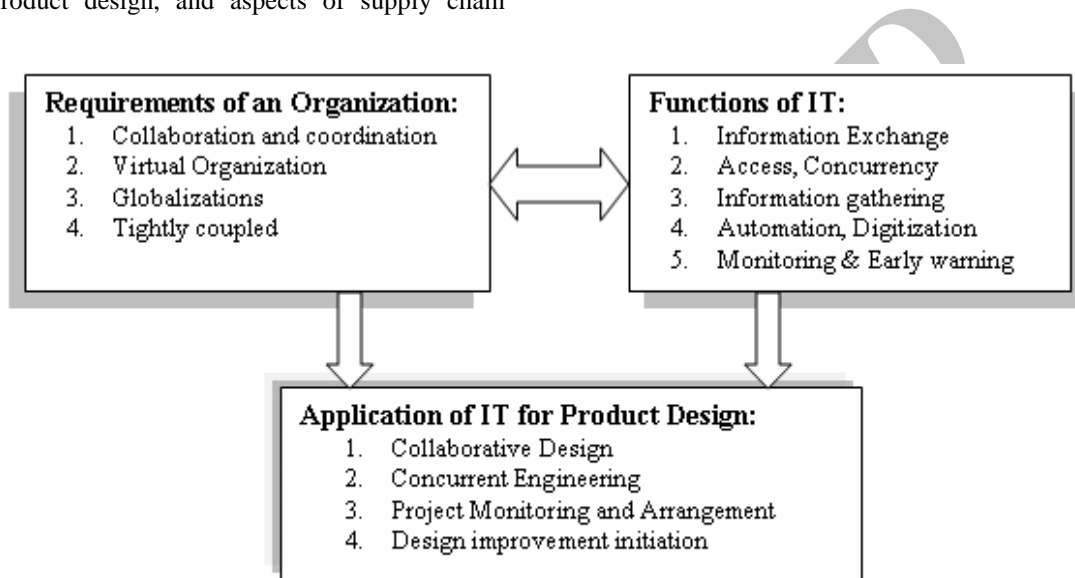 roduct design, and aspects of supply chain
Requirements of an Organization:
1. Collaboration and coordination
2. Virtual Organization
3. Globalizations
4. Tightly coupled
Functions of IT:
1. Information Exchange
2. Access, Concurrency
3. Information gathering
4. Automation, Digitization
5. Monitoring & Early warning
Application of IT for Product Design:
1. Collaborative Design
2. Concurrent Engineering
3. Project Monitoring and Arrangement
4. Design improvement initiation